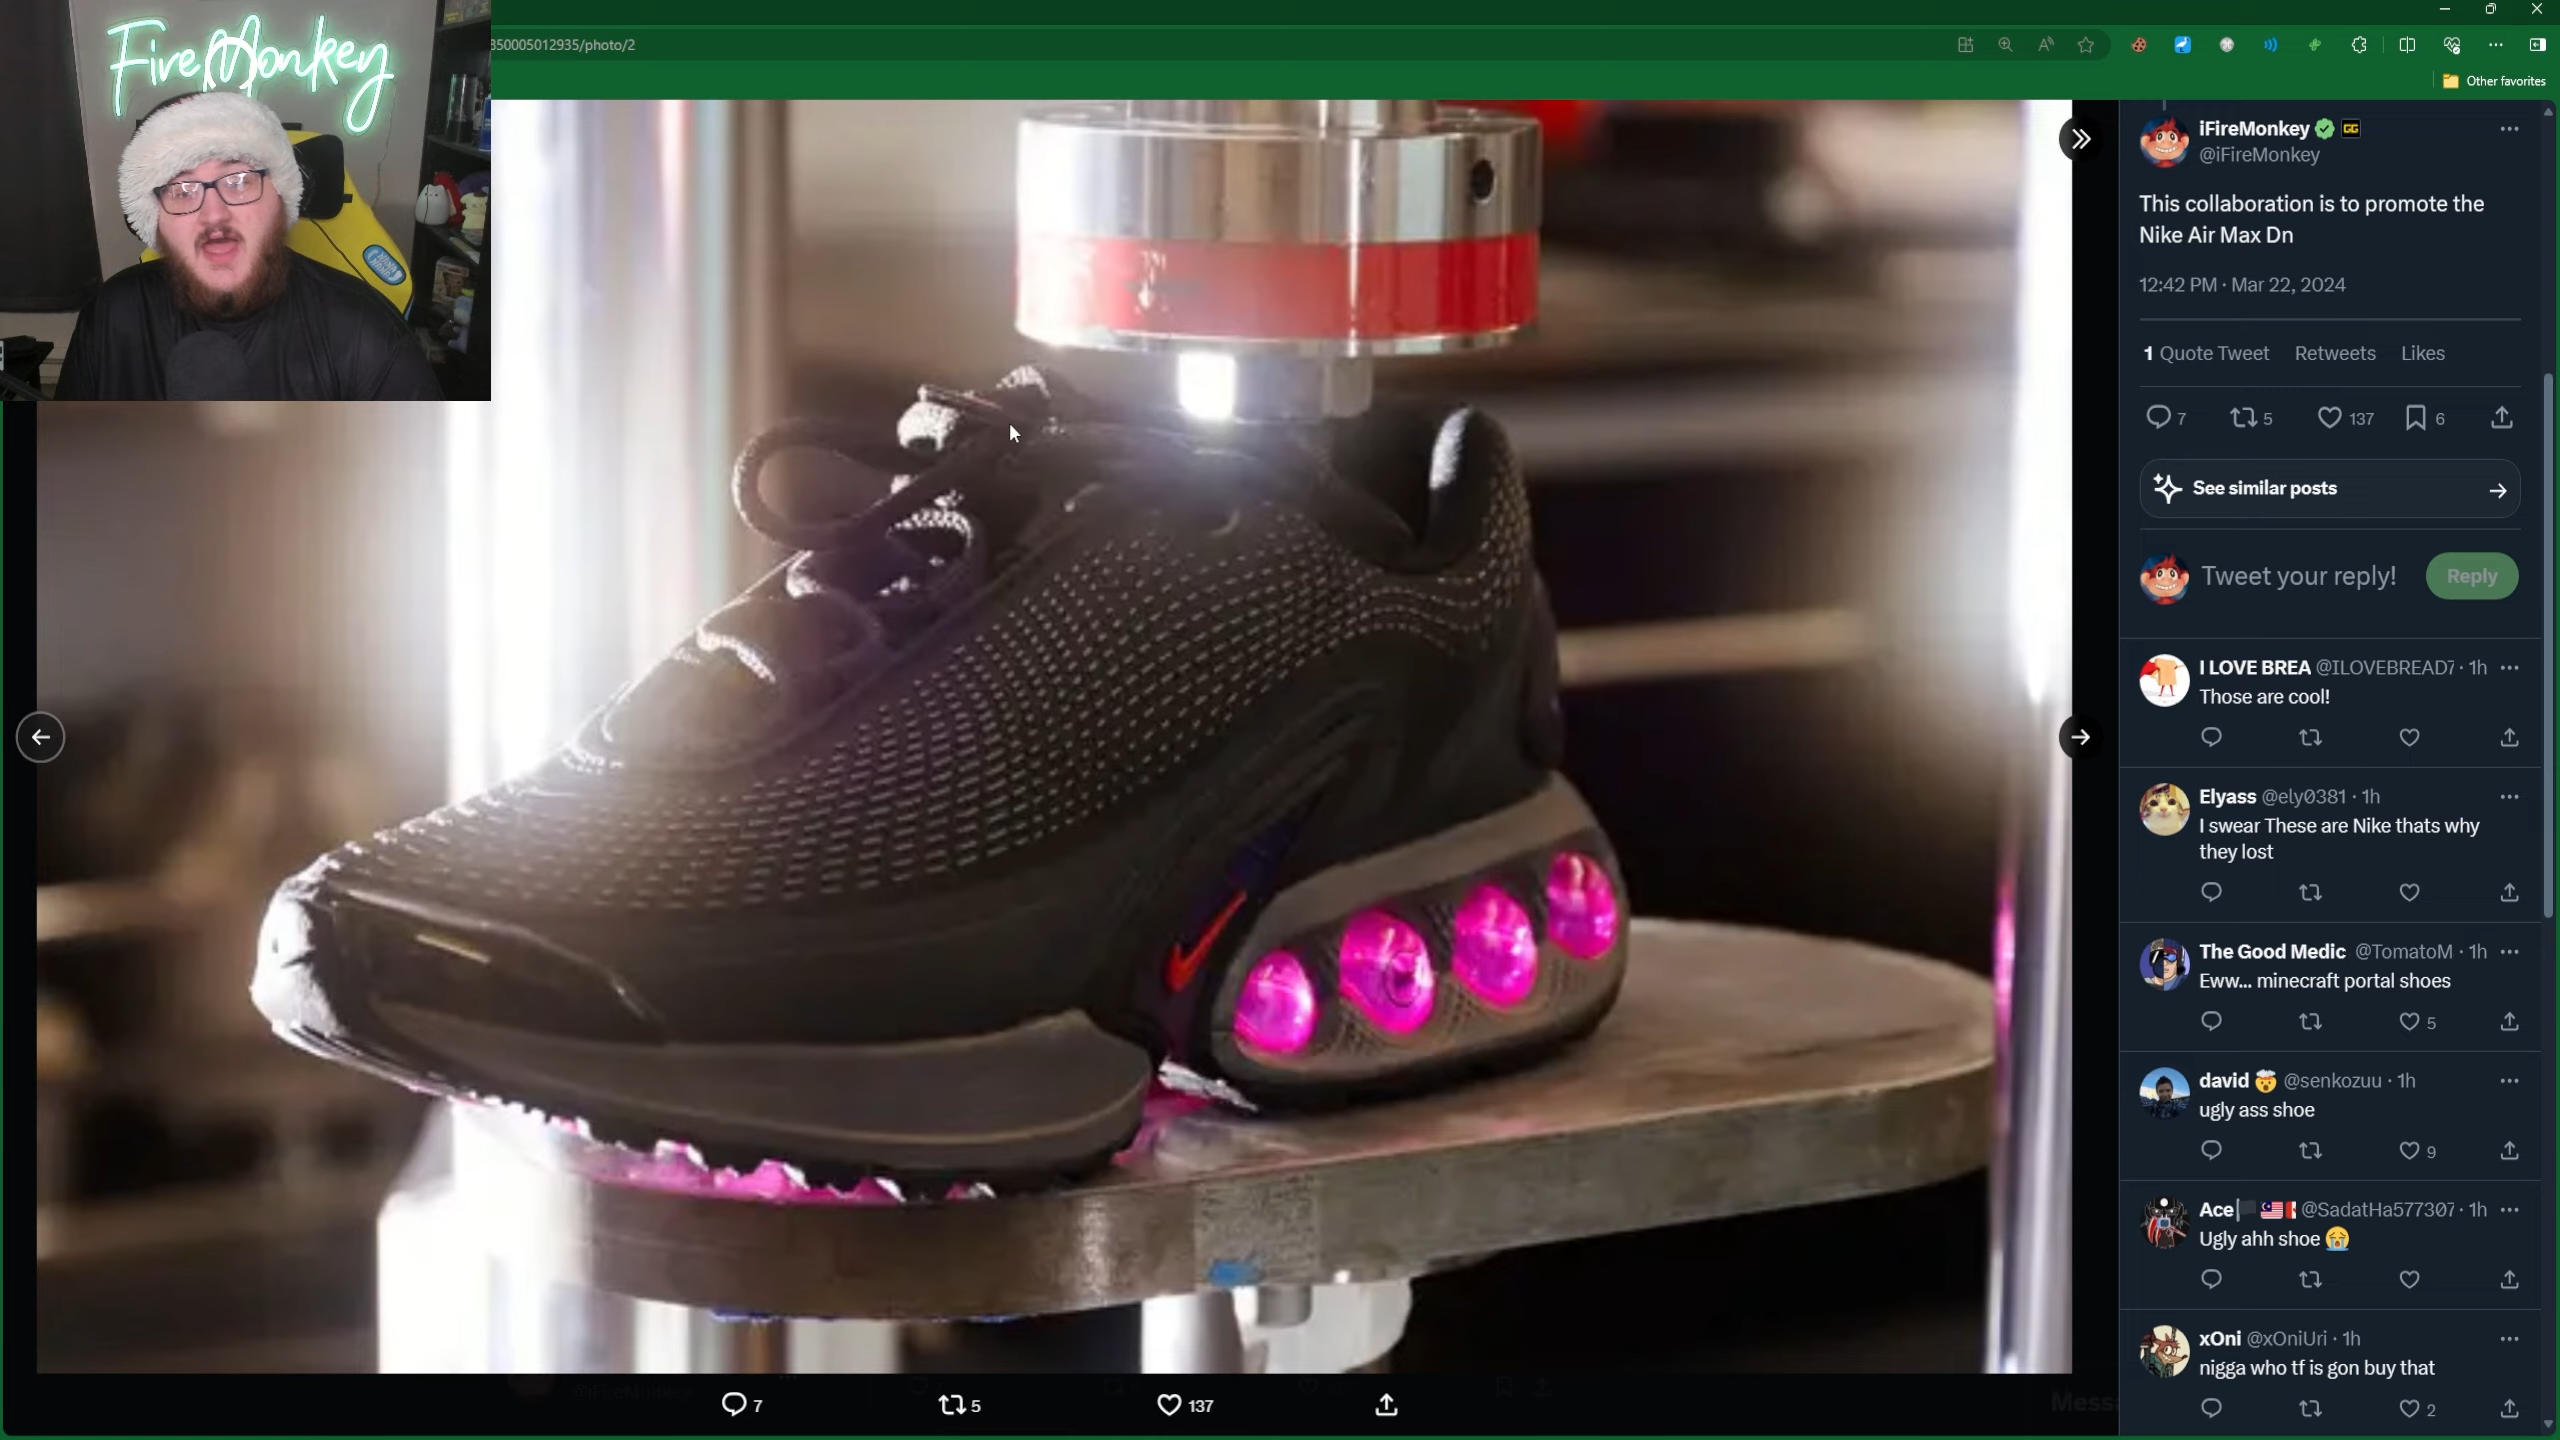 FireMonkey
350005012935/photo/2
Other favorites
iFireMonkey
@iFireMonkey
This collaboration is to promote the
Nike Air Max Dn
12:42 PM · Mar 22, 2024
1 Quote Tweet Retweets Likes
7 5 137 6
See similar posts
Tweet your reply! Reply
I LOVE BREA @ILOVEBREAD7 · 1h
Those are cool!
Elyass @ely0381 · 1h
I swear These are Nike thats why
they lost
The Good Medic @TomatoM · 1h
Eww... minecraft portal shoes
5
david 🤯 @senkozuu · 1h
ugly ass shoe
9
Ace @SadatHa577307 · 1h
Ugly ahh shoe 😭
xOni @xOniUri · 1h
nigga who tf is gon buy that
2
7 5 137